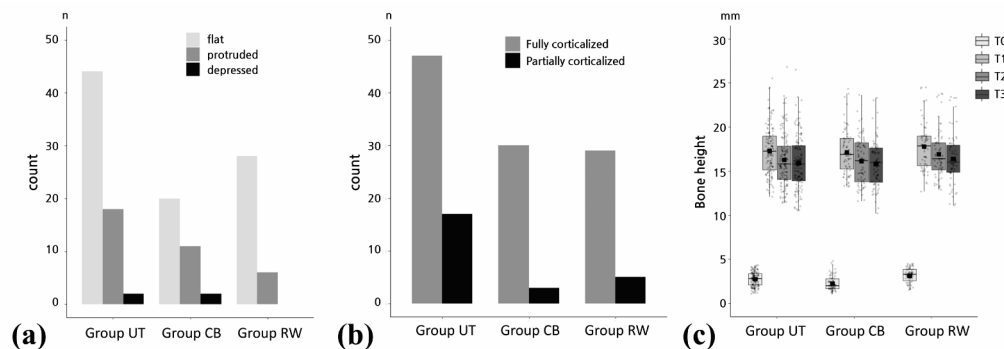 n
50
40
30
20
10
0
count
flat
protruded
depressed
Group UT Group CB Group RW
(a)
n
50
40
30
20
10
0
count
Fully corticalized
Partially corticalized
Group UT Group CB Group RW
(b)
mm
30
25
20
15
10
5
0
Bone height
T0
T1
T2
T3
Group UT Group CB Group RW
(c)